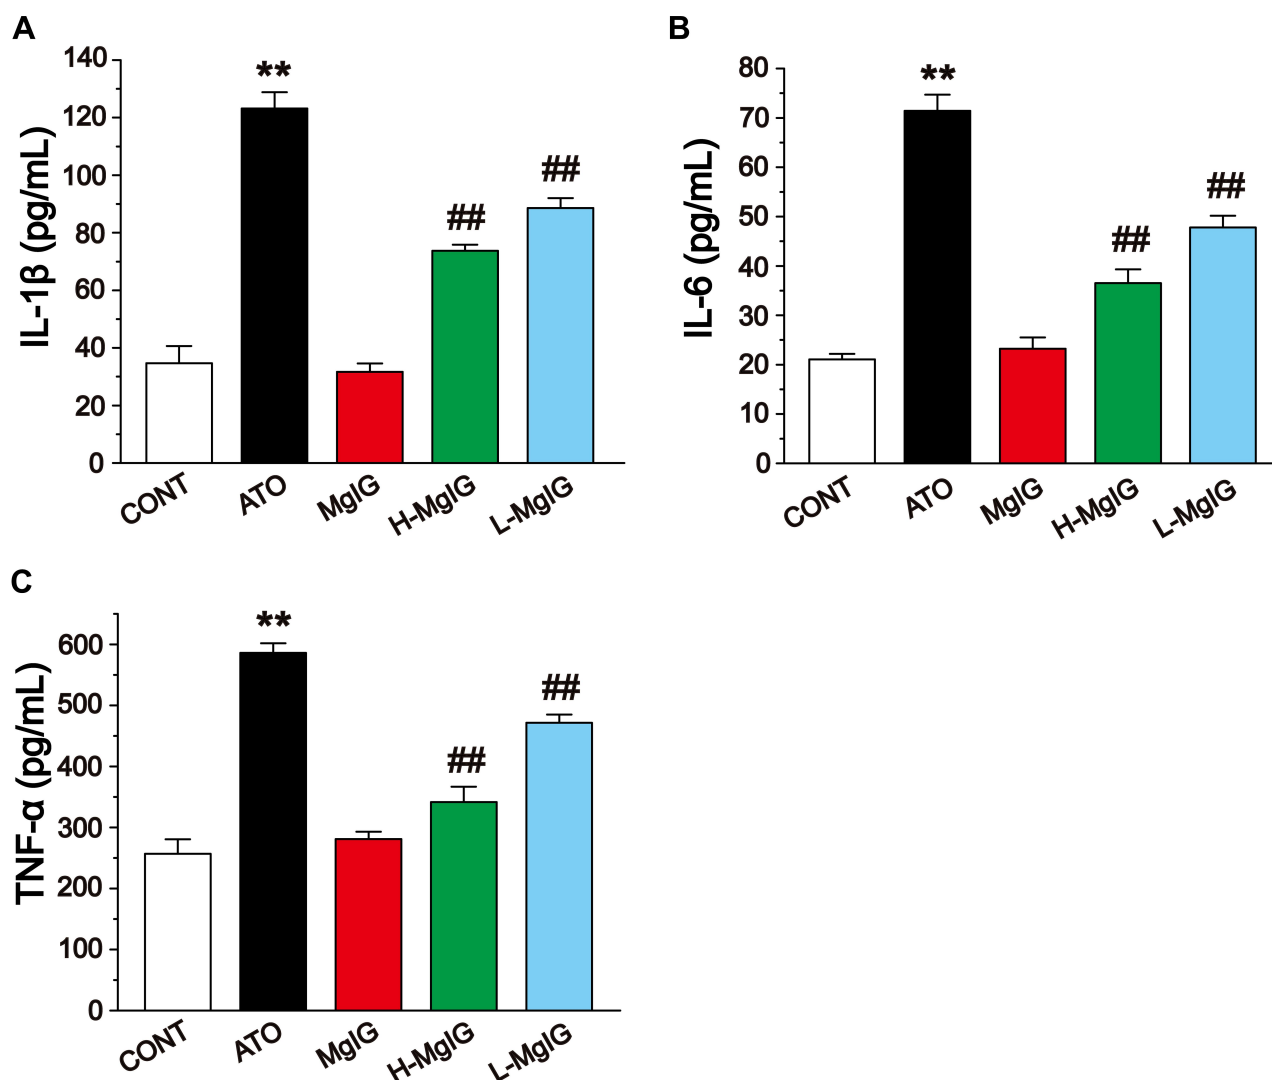 A
IL-1β (pg/mL)
140
120
100
80
60
40
20
0
**
##
##
CONT
ATO
MgIG
H-MgIG
L-MgIG
B
IL-6 (pg/mL)
80
70
60
50
40
30
20
10
0
**
##
##
CONT
ATO
MgIG
H-MgIG
L-MgIG
C
TNF-α (pg/mL)
600
500
400
300
200
100
0
**
##
##
CONT
ATO
MgIG
H-MgIG
L-MgIG